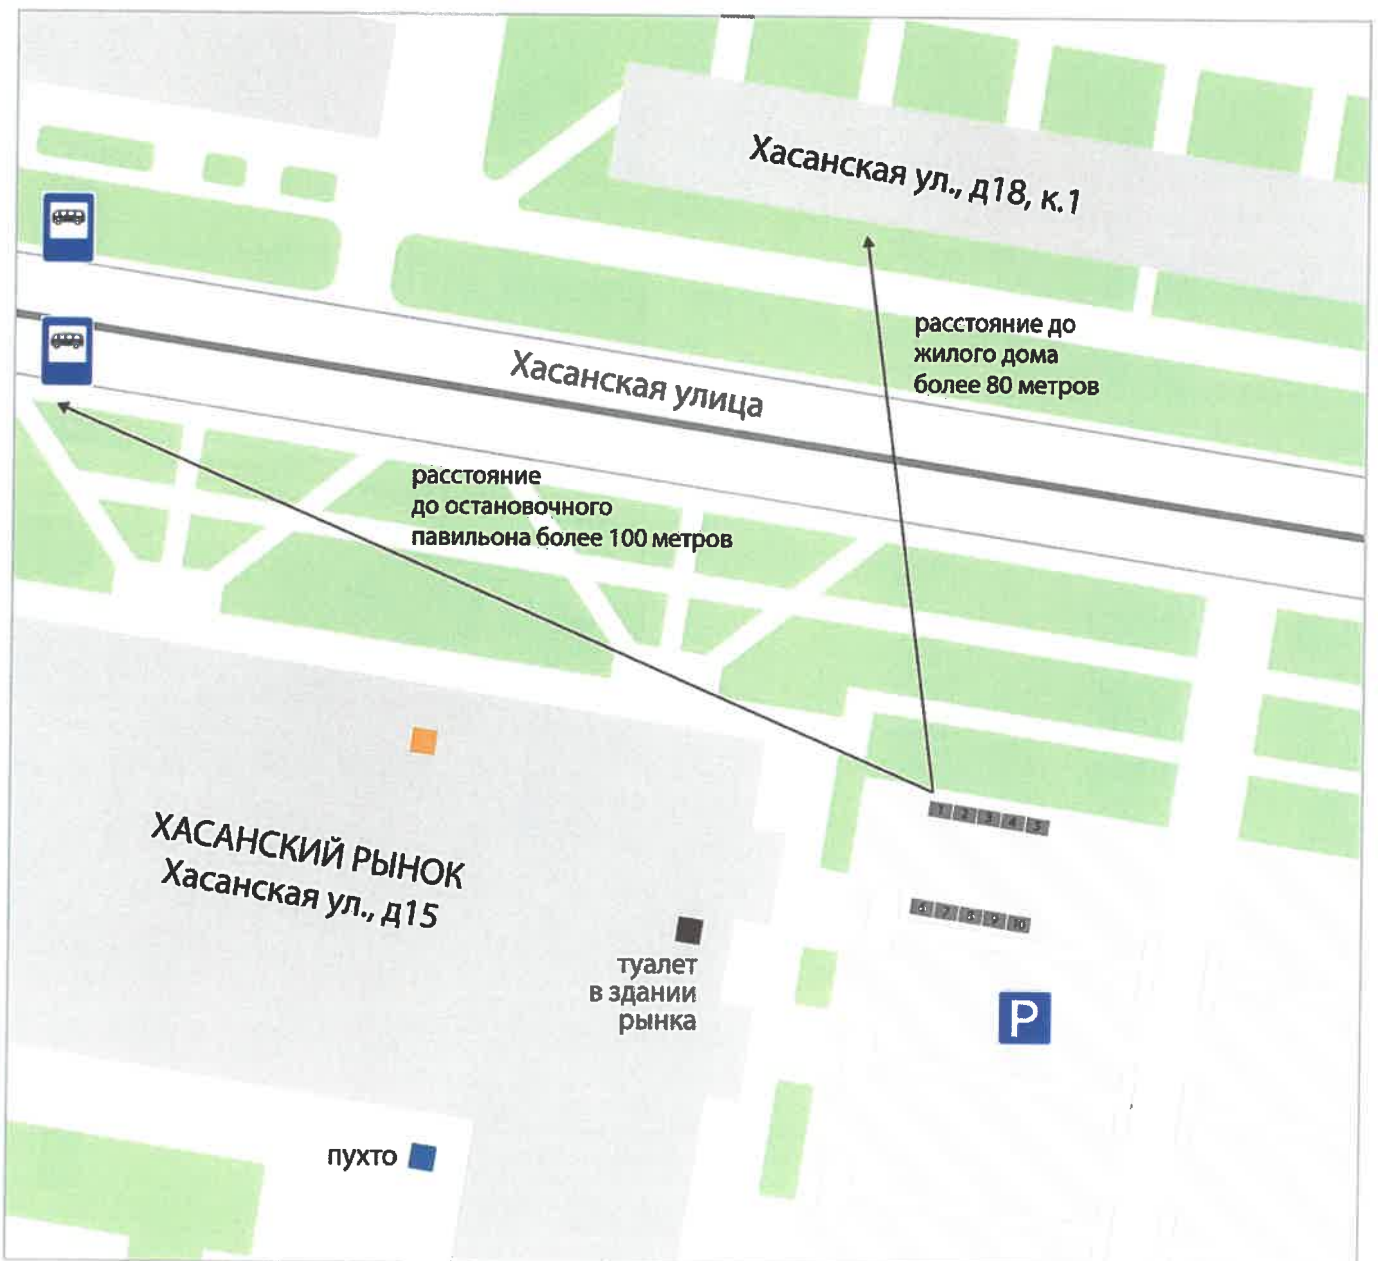 Хасанская ул., д18, к.1
расстояние до
жилого дома
более 80 метров
Хасанская улица
расстояние
до остановочного
павильона более 100 метров
1 2 3 4 5
ХАСАНСКИЙ РЫНОК
Хасанская ул., д15
6 7 8 9 10
туалет
в здании
рынка
P
пухто